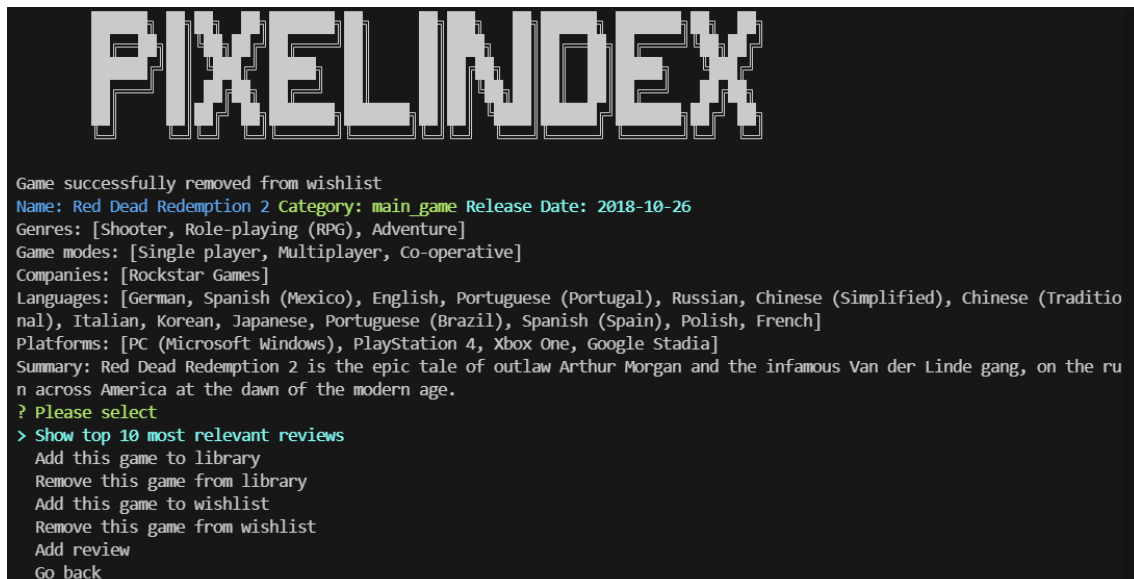 PIXELINDEX
Game successfully removed from wishlist
Name: Red Dead Redemption 2 Category: main_game Release Date: 2018-10-26
Genres: [Shooter, Role-playing (RPG), Adventure]
Game modes: [Single player, Multiplayer, Co-operative]
Companies: [Rockstar Games]
Languages: [German, Spanish (Mexico), English, Portuguese (Portugal), Russian, Chinese (Simplified), Chinese (Traditio
nal), Italian, Korean, Japanese, Portuguese (Brazil), Spanish (Spain), Polish, French]
Platforms: [PC (Microsoft Windows), PlayStation 4, Xbox One, Google Stadia]
Summary: Red Dead Redemption 2 is the epic tale of outlaw Arthur Morgan and the infamous Van der Linde gang, on the ru
n across America at the dawn of the modern age.
? Please select
> Show top 10 most relevant reviews
Add this game to library
Remove this game from library
Add this game to wishlist
Remove this game from wishlist
Add review
Go back